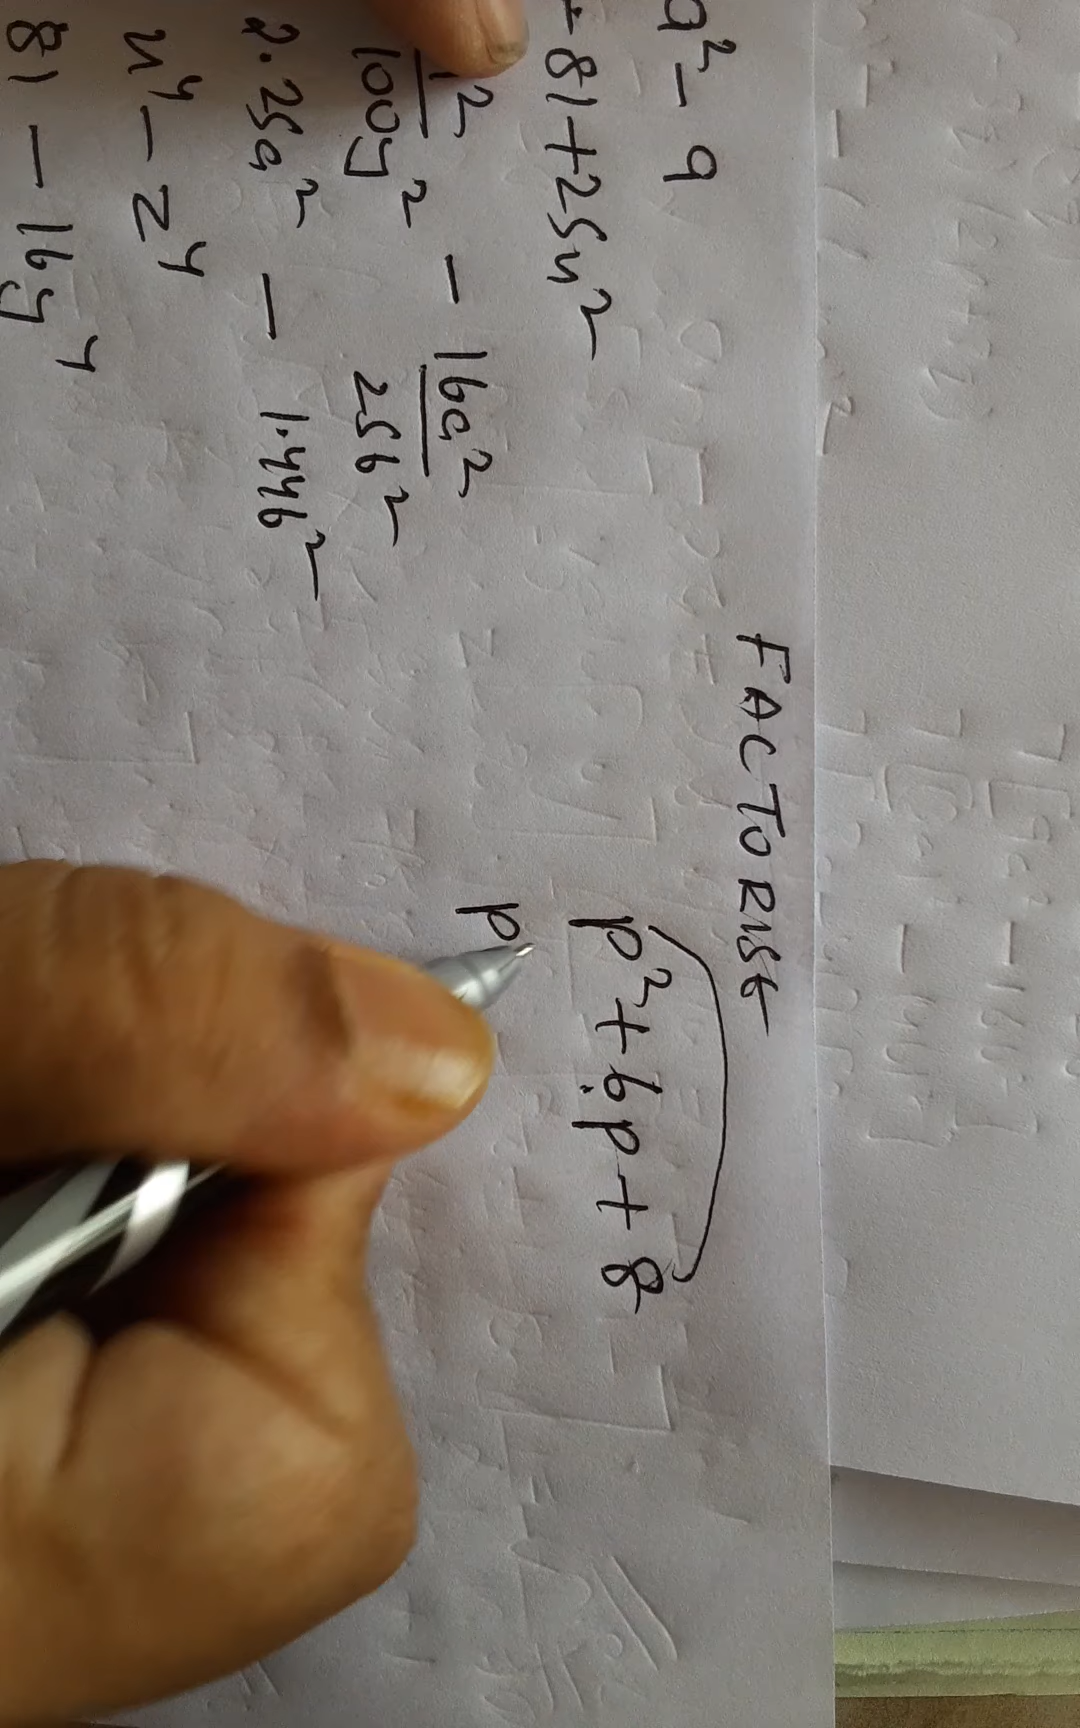 a² - 9
- 81 + 25x²
² - 16a²
100y² 25b²
2.25a² - 1.44b²
x⁴ - z⁴
81 - 16y⁴
FACTORISE
p² + 6p + 8
p